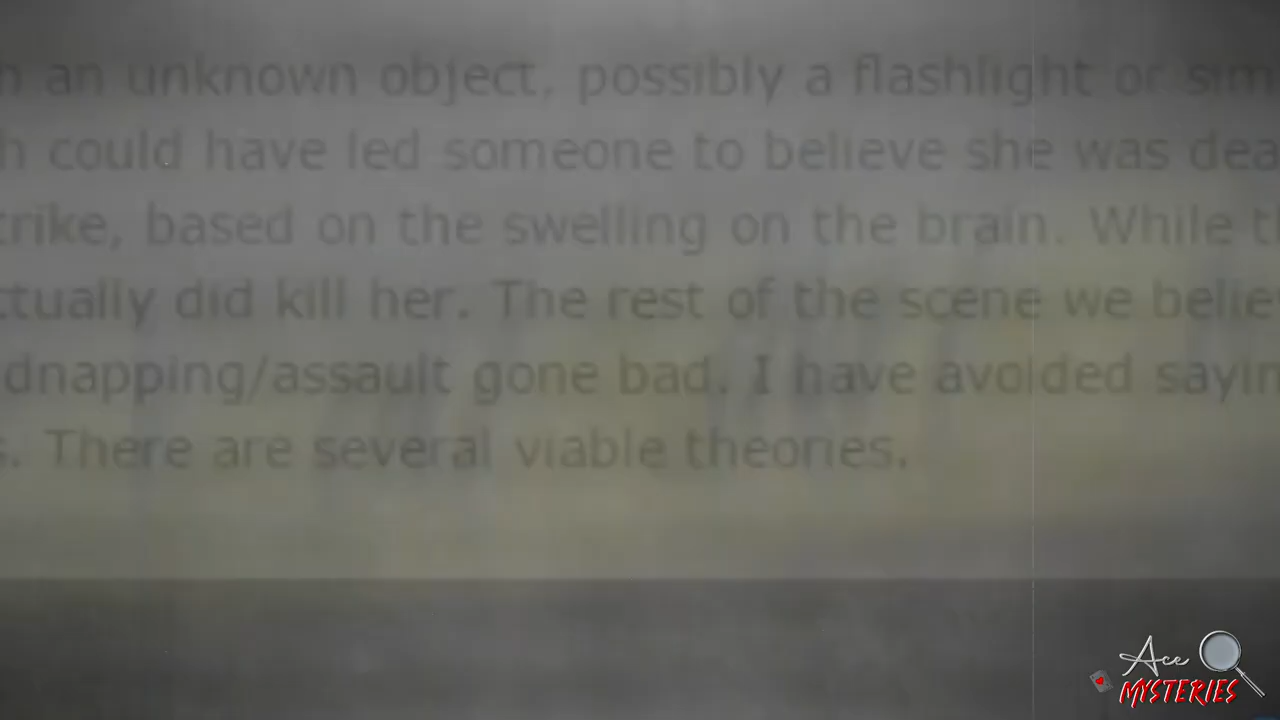 h an unknown object, possibly a flashlight or sim
h could have led someone to believe she was dea
trike, based on the swelling on the brain. While t
ctually did kill her. The rest of the scene we belie
dnapping/assault gone bad. I have avoided sayin
s. There are several viable theories.
Ace
MYSTERIES